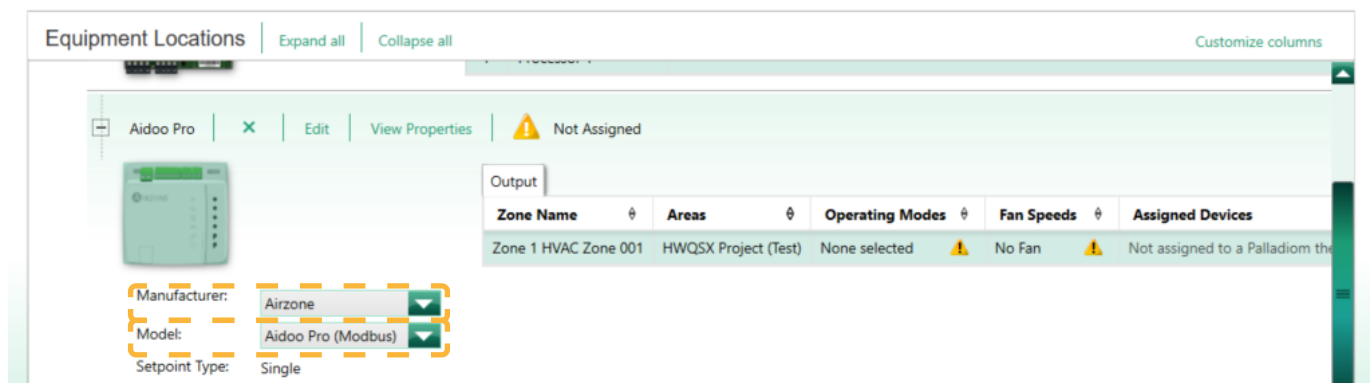 Equipment Locations Expand all Collapse all Customize columns
Aidoo Pro × Edit View Properties Not Assigned
Output
Zone Name Areas Operating Modes Fan Speeds Assigned Devices
Zone 1 HVAC Zone 001 HWQSX Project (Test) None selected No Fan Not assigned to a Palladiom the
Manufacturer: Airzone
Model: Aidoo Pro (Modbus)
Setpoint Type: Single